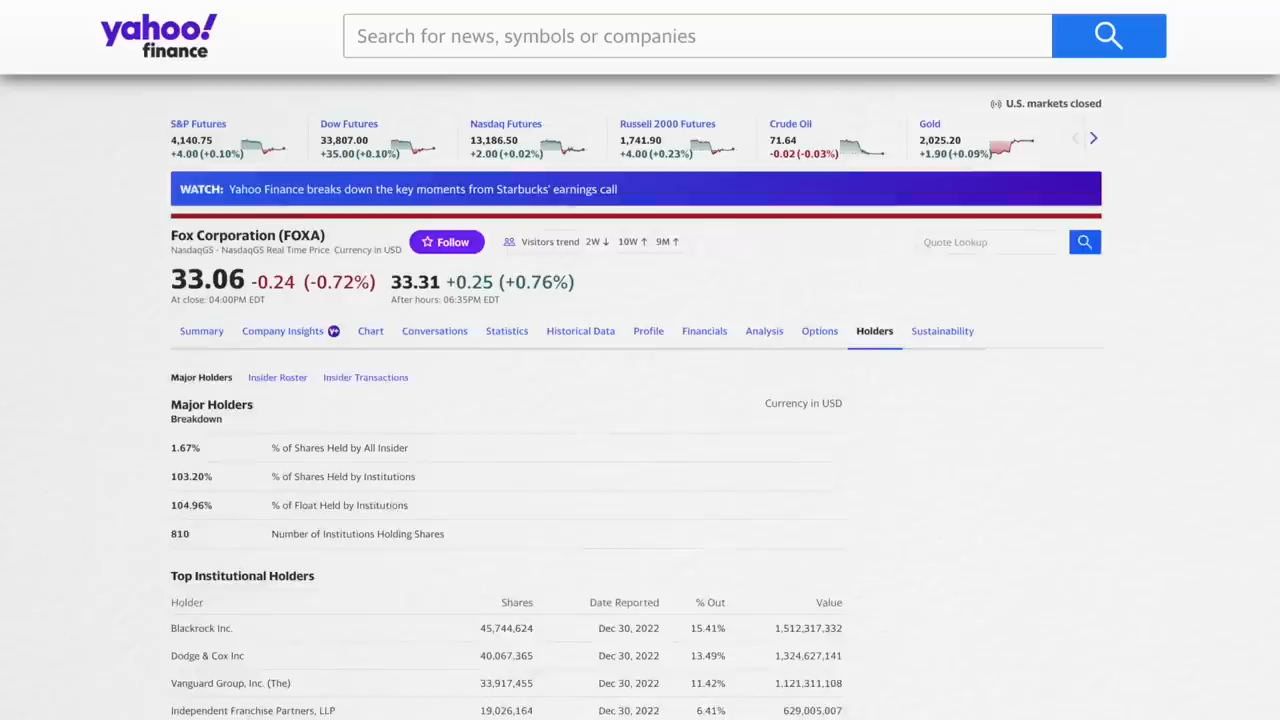 yahoo!
finance
Search for news, symbols or companies
U.S. markets closed
S&P Futures
4,140.75
+4.00 (+0.10%)
Dow Futures
33,807.00
+35.00 (+0.10%)
Nasdaq Futures
13,186.50
+2.00 (+0.02%)
Russell 2000 Futures
1,741.90
+4.00 (+0.23%)
Crude Oil
71.64
-0.02 (-0.03%)
Gold
2,025.20
+1.90 (+0.09%)
WATCH: Yahoo Finance breaks down the key moments from Starbucks' earnings call
Fox Corporation (FOXA)
NasdaqGS - NasdaqGS Real Time Price. Currency in USD
Follow
Visitors trend 2W ↓ 10W ↑ 9M ↑
Quote Lookup
33.06 -0.24 (-0.72%)
At close: 04:00PM EDT
33.31 +0.25 (+0.76%)
After hours: 06:35PM EDT
Summary Company Insights Y+ Chart Conversations Statistics Historical Data Profile Financials Analysis Options Holders Sustainability
Major Holders Insider Roster Insider Transactions
Major Holders Currency in USD
Breakdown
1.67% % of Shares Held by All Insider
103.20% % of Shares Held by Institutions
104.96% % of Float Held by Institutions
810 Number of Institutions Holding Shares
Top Institutional Holders
Holder Shares Date Reported % Out Value
Blackrock Inc. 45,744,624 Dec 30, 2022 15.41% 1,512,317,332
Dodge & Cox Inc 40,067,365 Dec 30, 2022 13.49% 1,324,627,141
Vanguard Group, Inc. (The) 33,917,455 Dec 30, 2022 11.42% 1,121,311,108
Independent Franchise Partners, LLP 19,026,164 Dec 30, 2022 6.41% 629,005,007